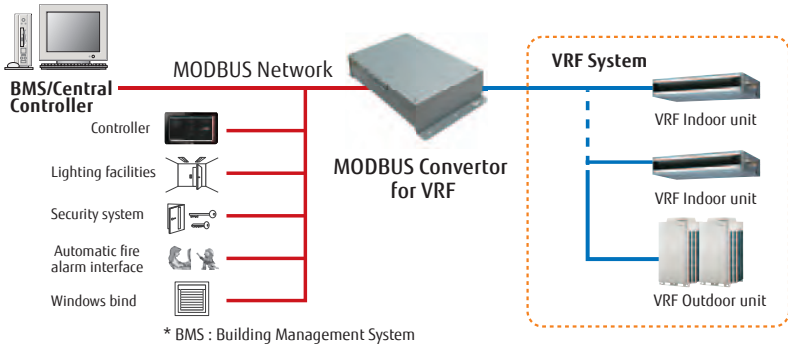 BMS/Central
Controller
MODBUS Network
Controller
Lighting facilities
Security system
Automatic fire
alarm interface
Windows bind
* BMS : Building Management System
MODBUS Convertor
for VRF
VRF System
VRF Indoor unit
VRF Indoor unit
VRF Outdoor unit